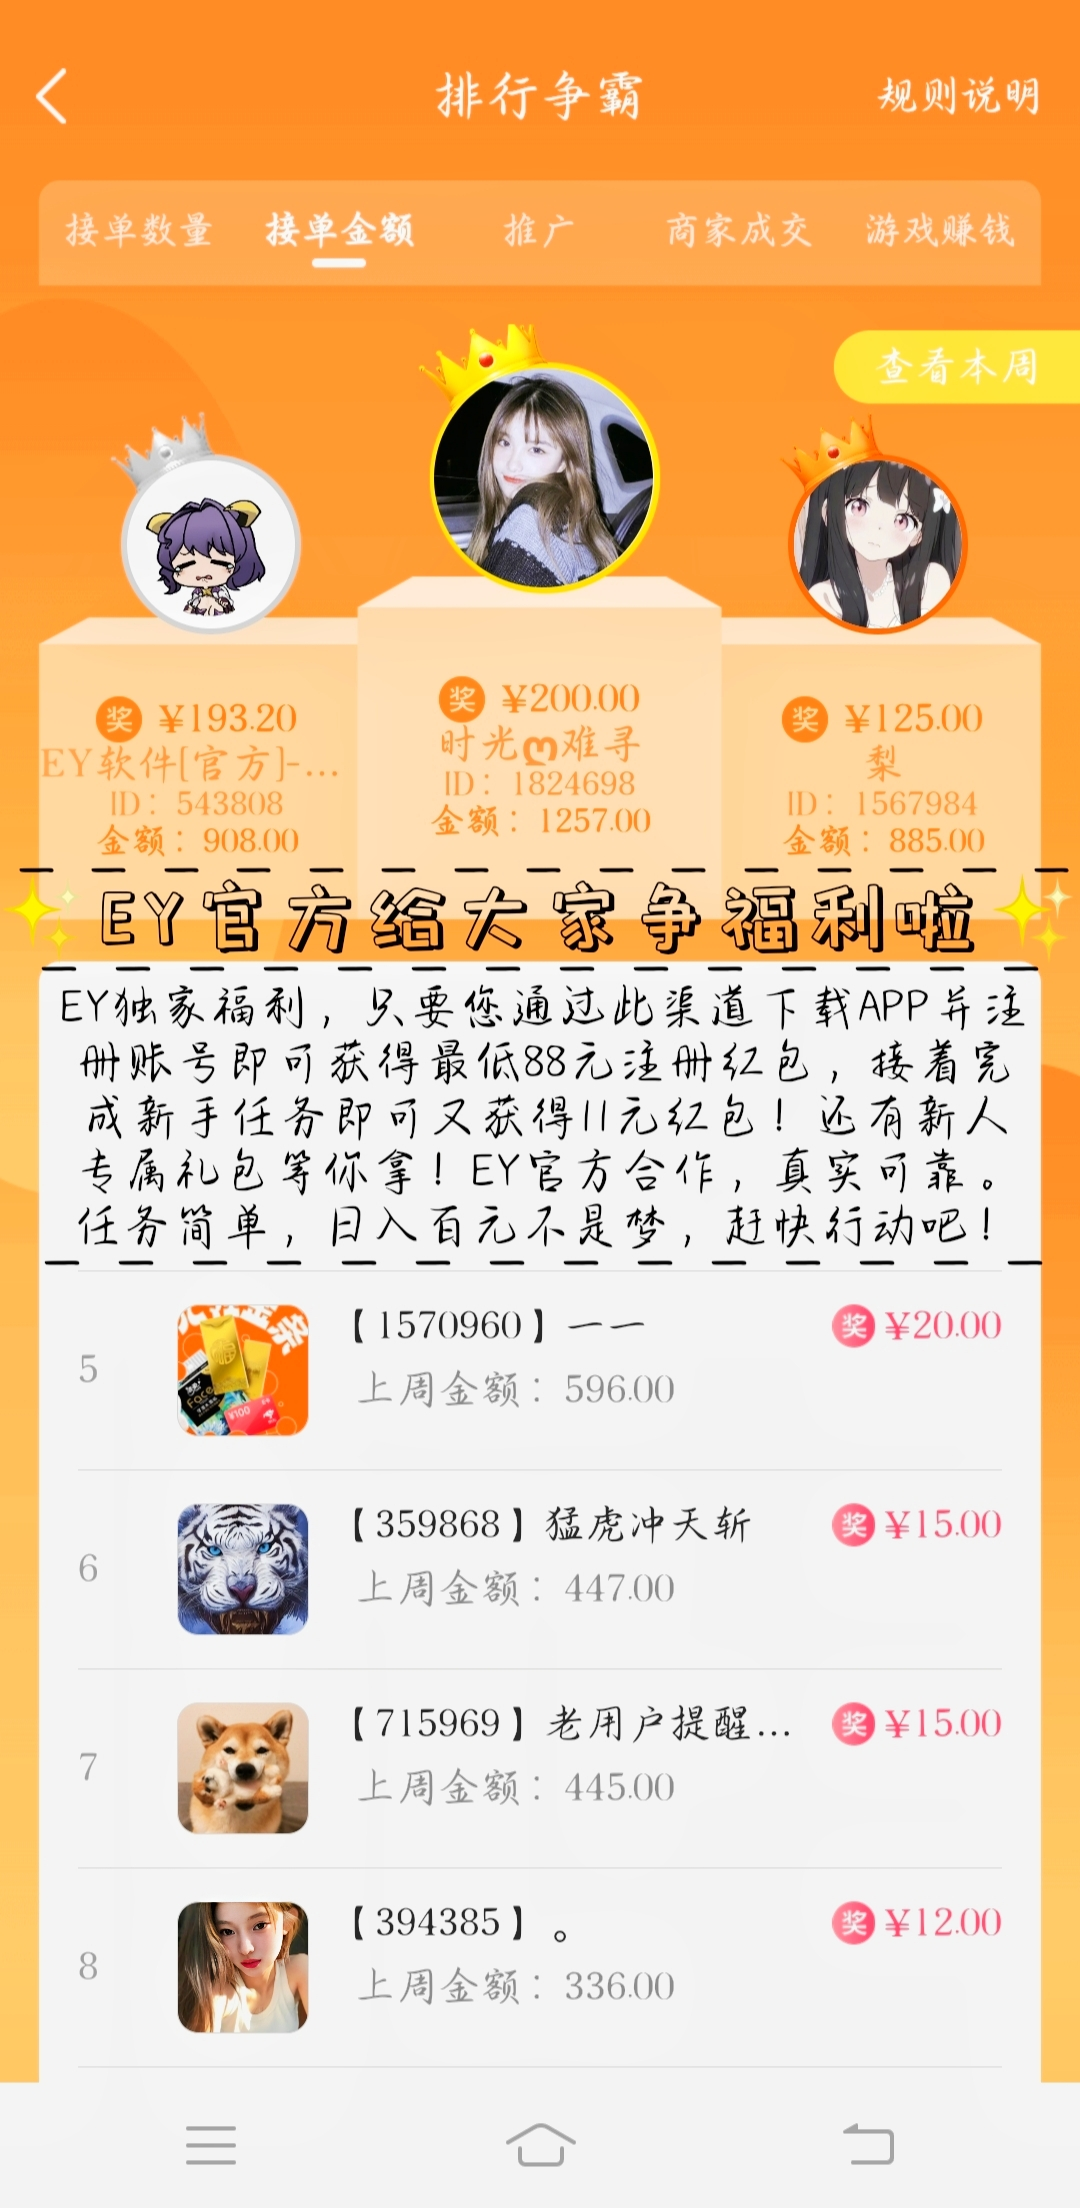 排行争霸
规则说明
接单数量 接单金额 推广 商家成交 游戏赚钱
查看本周
奖 ¥200.00
时光ღ难寻
ID：1824698
金额：1257.00
奖 ¥193.20
EY软件[官方]-...
ID：543808
金额：908.00
奖 ¥125.00
梨
ID：1567984
金额：885.00
EY官方给大家争福利啦
EY独家福利，只要您通过此渠道下载APP并注
册账号即可获得最低88元注册红包，接着完
成新手任务即可又获得11元红包！还有新人
专属礼包等你拿！EY官方合作，真实可靠。
任务简单，日入百元不是梦，赶快行动吧！
5 【1570960】一一 奖 ¥20.00
上周金额：596.00
Face
¥100
6 【359868】猛虎冲天斩 奖 ¥15.00
上周金额：447.00
7 【715969】老用户提醒... 奖 ¥15.00
上周金额：445.00
8 【394385】。 奖 ¥12.00
上周金额：336.00